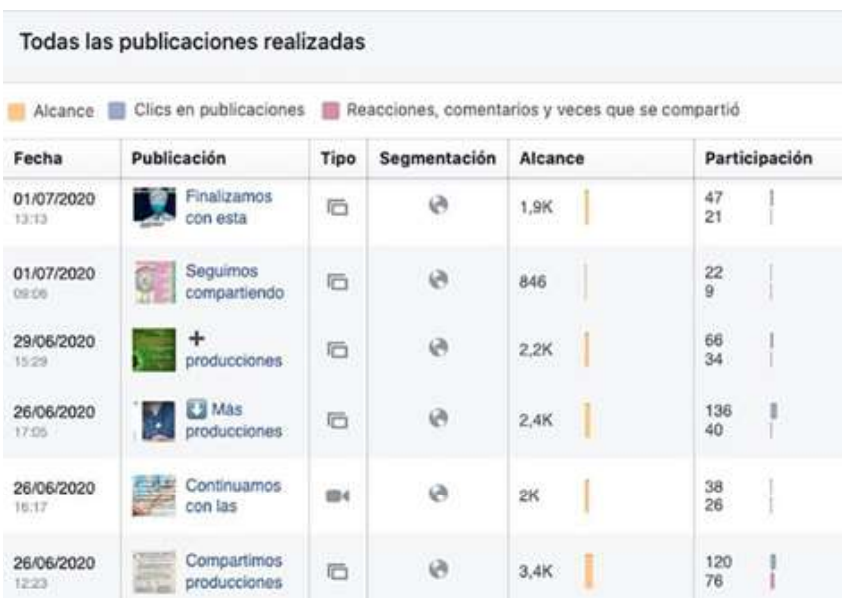 Todas las publicaciones realizadas
Alcance Clics en publicaciones Reacciones, comentarios y veces que se compartió
Fecha Publicación Tipo Segmentación Alcance Participación
01/07/2020 Finalizamos 1,9K 47
13:13 con esta 21
01/07/2020 Seguimos 846 22
09:06 compartiendo 9
29/06/2020 2,2K 66
15:29 producciones 34
26/06/2020 Más 2,4K 136
17:05 producciones 40
26/06/2020 Continuamos 2K 38
16:17 con las 26
26/06/2020 Compartimos 3,4K 120
12:23 producciones 76